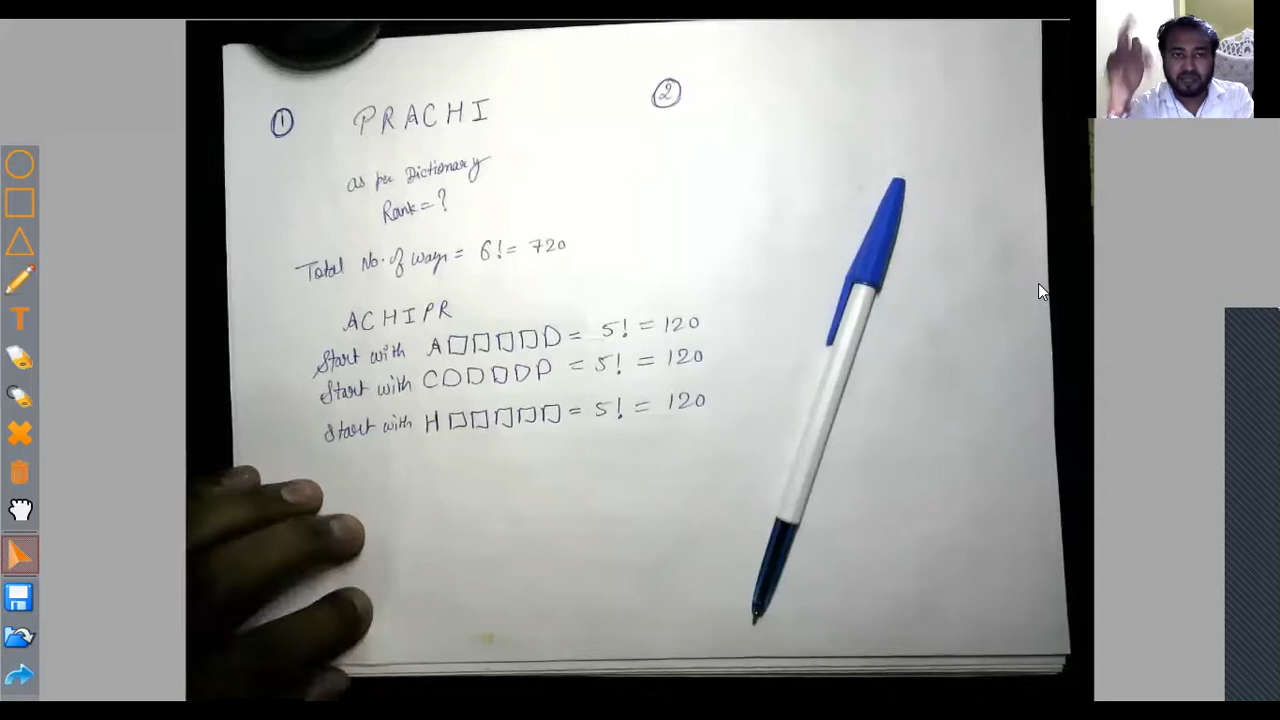 ① PRACHI
as per Dictionary
Rank = ?
Total No. of ways = 6! = 720
ACHIPR
Start with A□□□□□ = 5! = 120
Start with C□□□□□ = 5! = 120
Start with H□□□□□ = 5! = 120
②
T